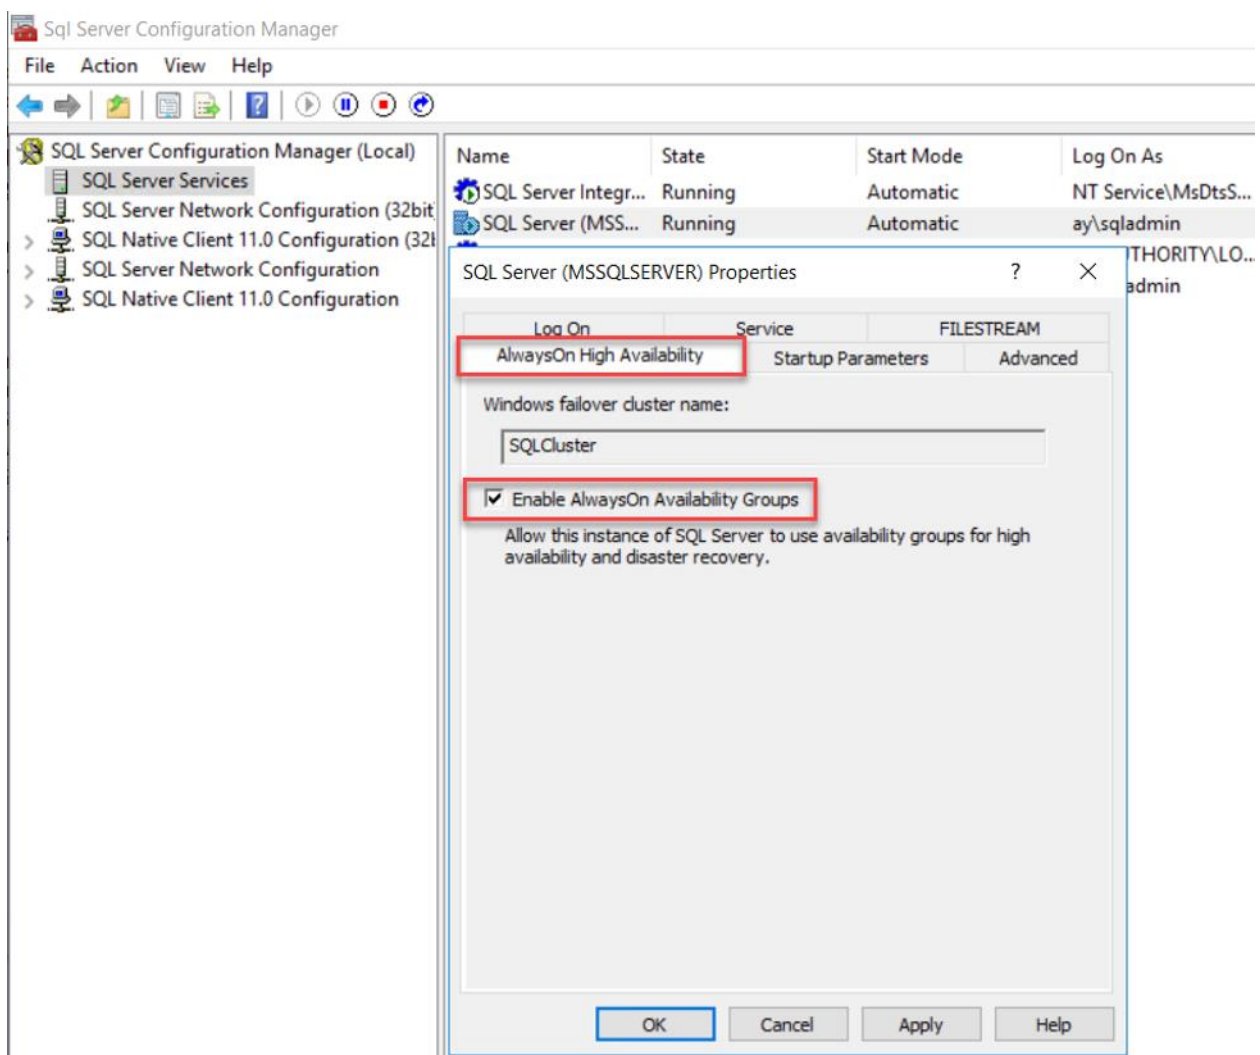 Sql Server Configuration Manager
File Action View Help
SQL Server Configuration Manager (Local)
SQL Server Services
SQL Server Network Configuration (32bit
SQL Native Client 11.0 Configuration (32b
SQL Server Network Configuration
SQL Native Client 11.0 Configuration
Name State Start Mode Log On As
SQL Server Integr... Running Automatic NT Service\MsDtsS...
SQL Server (MSS... Running Automatic ay\sqladmin
THORITY\LO...
admin
SQL Server (MSSQLSERVER) Properties ? ×
Log On Service FILESTREAM
AlwaysOn High Availability Startup Parameters Advanced
Windows failover cluster name:
SQLCluster
Enable AlwaysOn Availability Groups
Allow this instance of SQL Server to use availability groups for high
availability and disaster recovery.
OK Cancel Apply Help